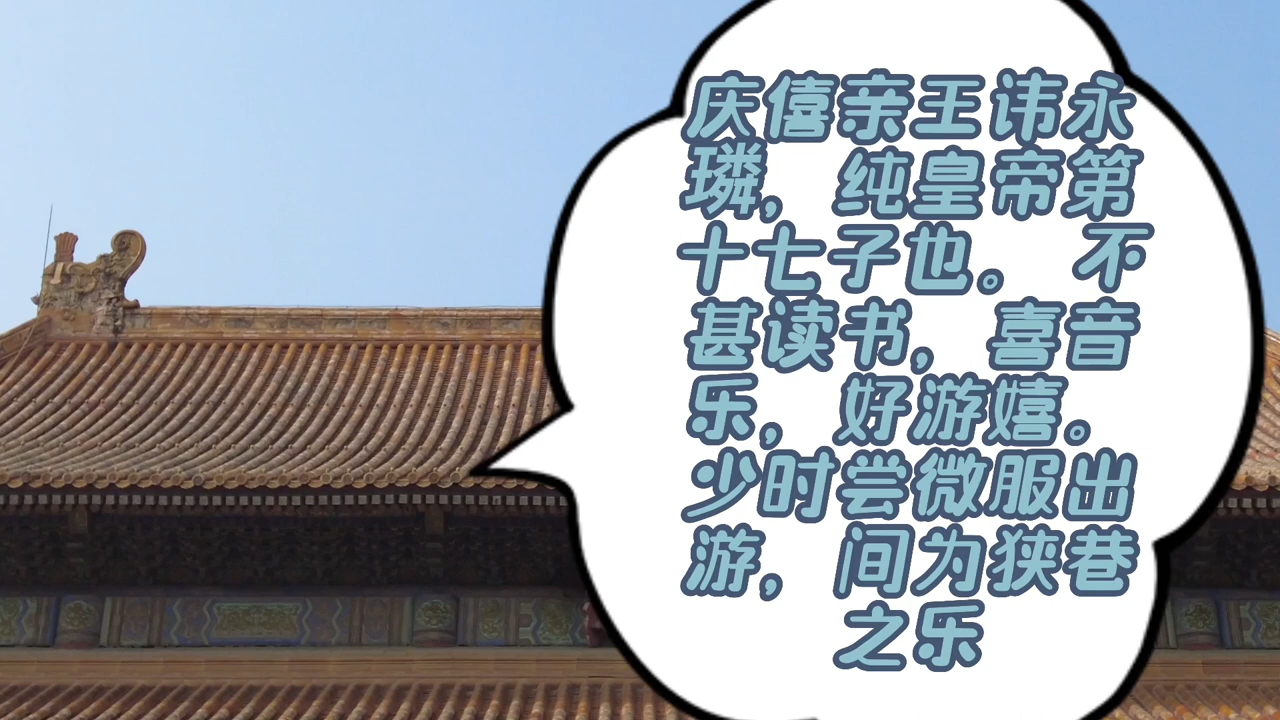 庆僖亲王讳永
璘，纯皇帝第
十七子也。 不
甚读书，喜音
乐，好游嬉。
少时尝微服出
游，间为狭巷
之乐